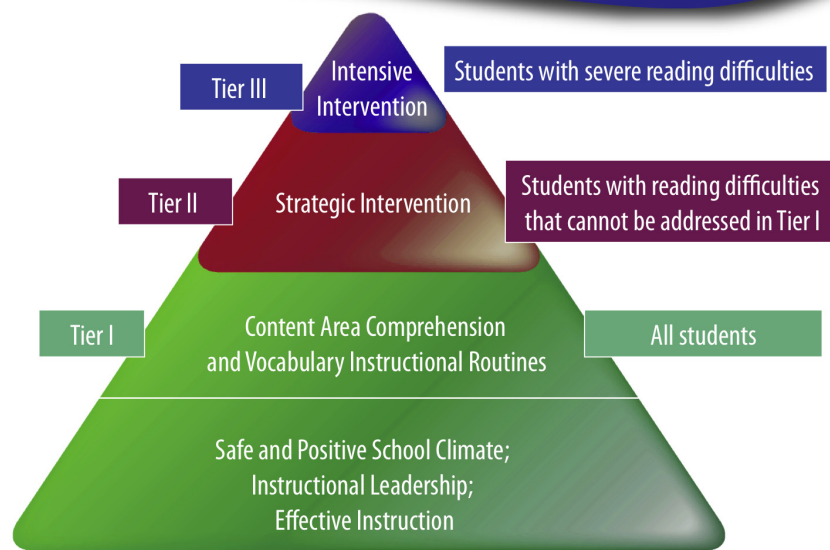 Tier III
Intensive
Intervention
Students with severe reading difficulties
Tier II
Strategic Intervention
Students with reading difficulties
that cannot be addressed in Tier I
Tier I
Content Area Comprehension
and Vocabulary Instructional Routines
All students
Safe and Positive School Climate;
Instructional Leadership;
Effective Instruction